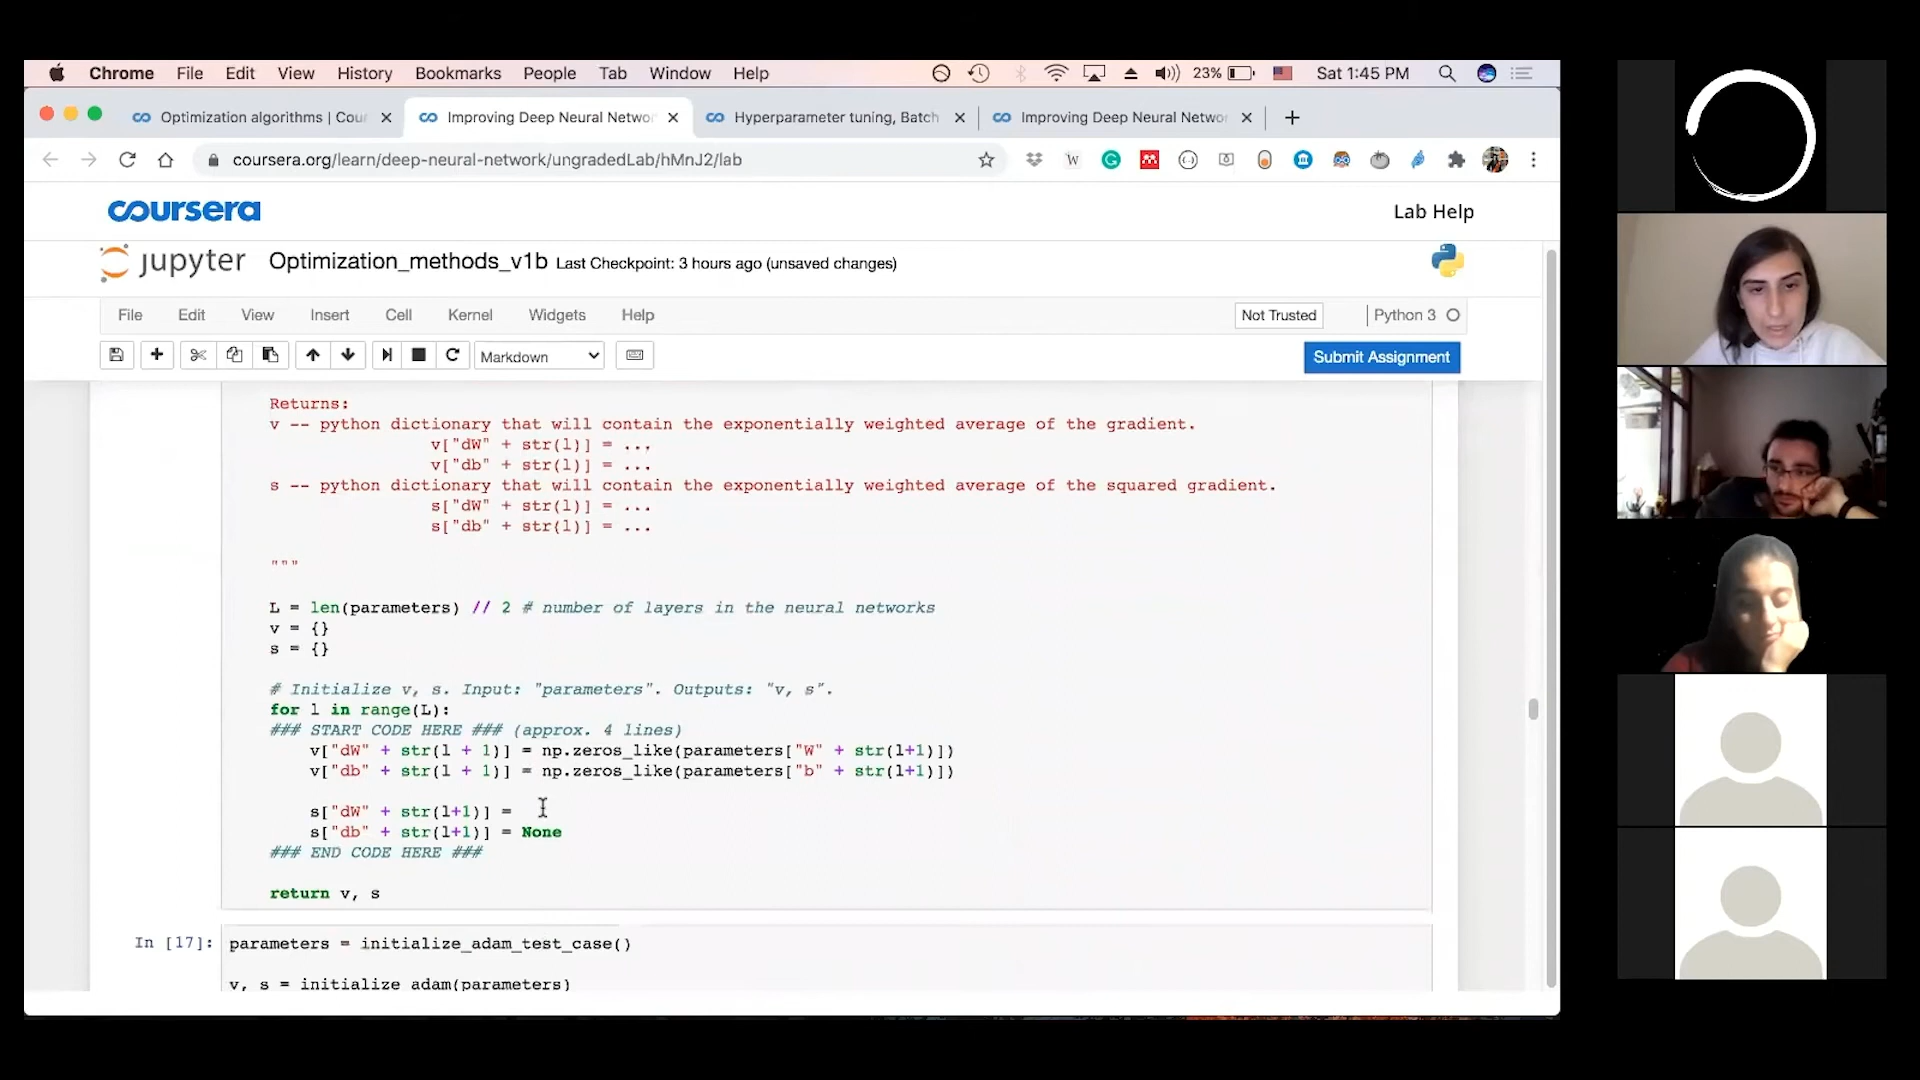 Chrome File Edit View History Bookmarks People Tab Window Help 23% Sat 1:45 PM
Optimization algorithms | Cou Improving Deep Neural Netwo Hyperparameter tuning, Batch Improving Deep Neural Networ
coursera.org/learn/deep-neural-network/ungradedLab/hMnJ2/lab
coursera Lab Help
jupyter Optimization_methods_v1b Last Checkpoint: 3 hours ago (unsaved changes)
File Edit View Insert Cell Kernel Widgets Help Not Trusted Python 3
Markdown Submit Assignment
Returns:
v -- python dictionary that will contain the exponentially weighted average of the gradient.
v["dW" + str(l)] = ...
v["db" + str(l)] = ...
s -- python dictionary that will contain the exponentially weighted average of the squared gradient.
s["dW" + str(l)] = ...
s["db" + str(l)] = ...
"""
L = len(parameters) // 2 # number of layers in the neural networks
v = {}
s = {}
# Initialize v, s. Input: "parameters". Outputs: "v, s".
for l in range(L):
### START CODE HERE ### (approx. 4 lines)
v["dW" + str(l + 1)] = np.zeros_like(parameters["W" + str(l+1)])
v["db" + str(l + 1)] = np.zeros_like(parameters["b" + str(l+1)])
s["dW" + str(l+1)] =
s["db" + str(l+1)] = None
### END CODE HERE ###
return v, s
In [17]: parameters = initialize_adam_test_case()
v, s = initialize_adam(parameters)